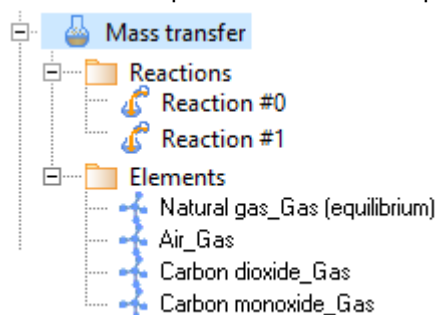 Mass transfer
Reactions
Reaction #0
Reaction #1
Elements
Natural gas_Gas (equilibrium)
Air_Gas
Carbon dioxide_Gas
Carbon monoxide_Gas